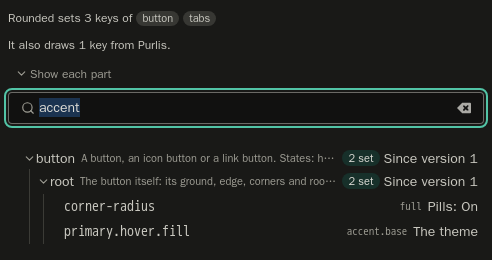 Rounded sets 3 keys of button tabs
It also draws 1 key from Purlis.
Show each part
accent
button A button, an icon button or a link button. States: h··· 2 set Since version 1
root The button itself: its ground, edge, corners and roo··· 2 set Since version 1
corner-radius full Pills: On
primary.hover.fill accent.base The theme